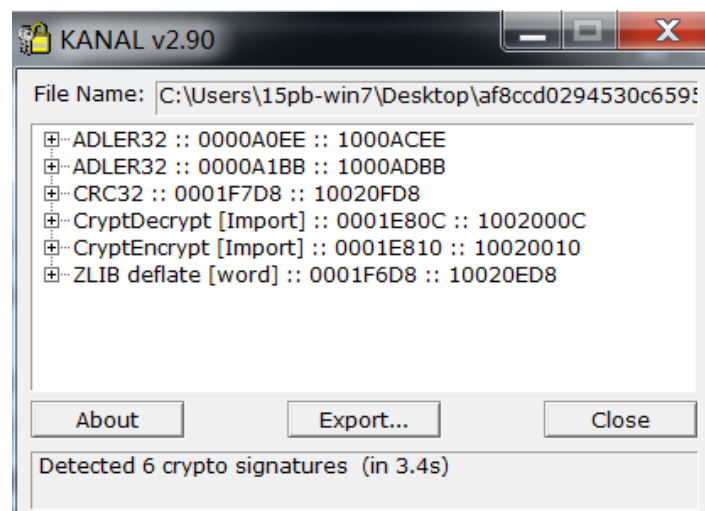 KANAL v2.90
File Name: C:\Users\15pb-win7\Desktop\af8ccd0294530c6595
ADLER32 :: 0000A0EE :: 1000ACEE
ADLER32 :: 0000A1BB :: 1000ADBB
CRC32 :: 0001F7D8 :: 10020FD8
CryptDecrypt [Import] :: 0001E80C :: 1002000C
CryptEncrypt [Import] :: 0001E810 :: 10020010
ZLIB deflate [word] :: 0001F6D8 :: 10020ED8
About Export... Close
Detected 6 crypto signatures (in 3.4s)